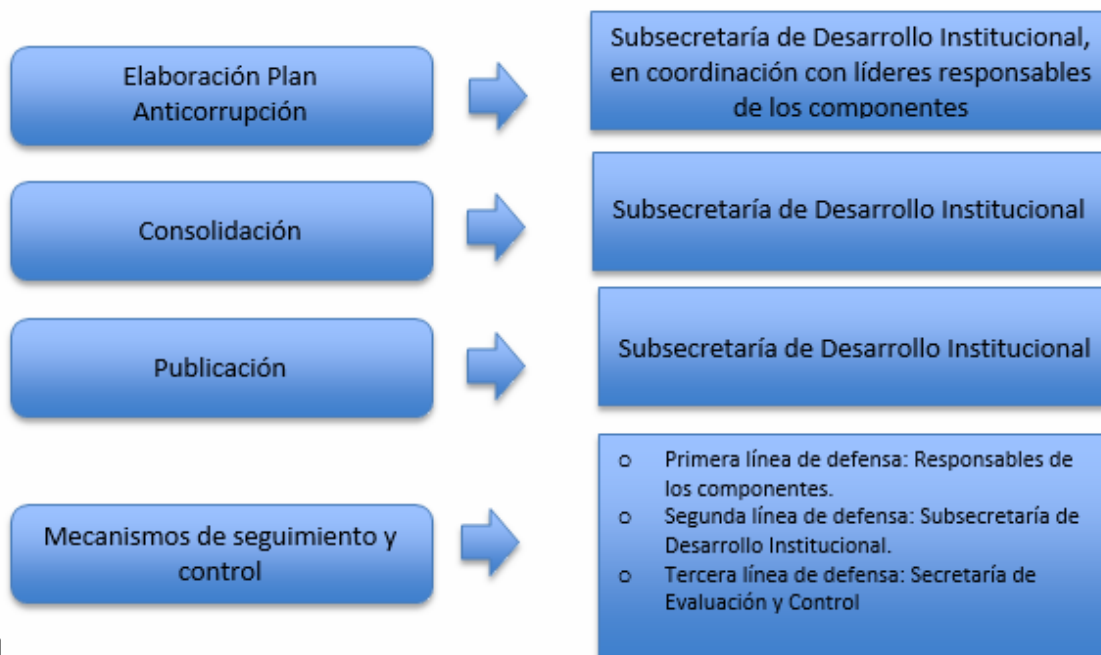 Elaboración Plan
Anticorrupción
Subsecretaría de Desarrollo Institucional,
en coordinación con líderes responsables
de los componentes
Consolidación
Subsecretaría de Desarrollo Institucional
Publicación
Subsecretaría de Desarrollo Institucional
Mecanismos de seguimiento y
control
o Primera línea de defensa: Responsables de
los componentes.
o Segunda línea de defensa: Subsecretaría de
Desarrollo Institucional.
o Tercera línea de defensa: Secretaría de
Evaluación y Control